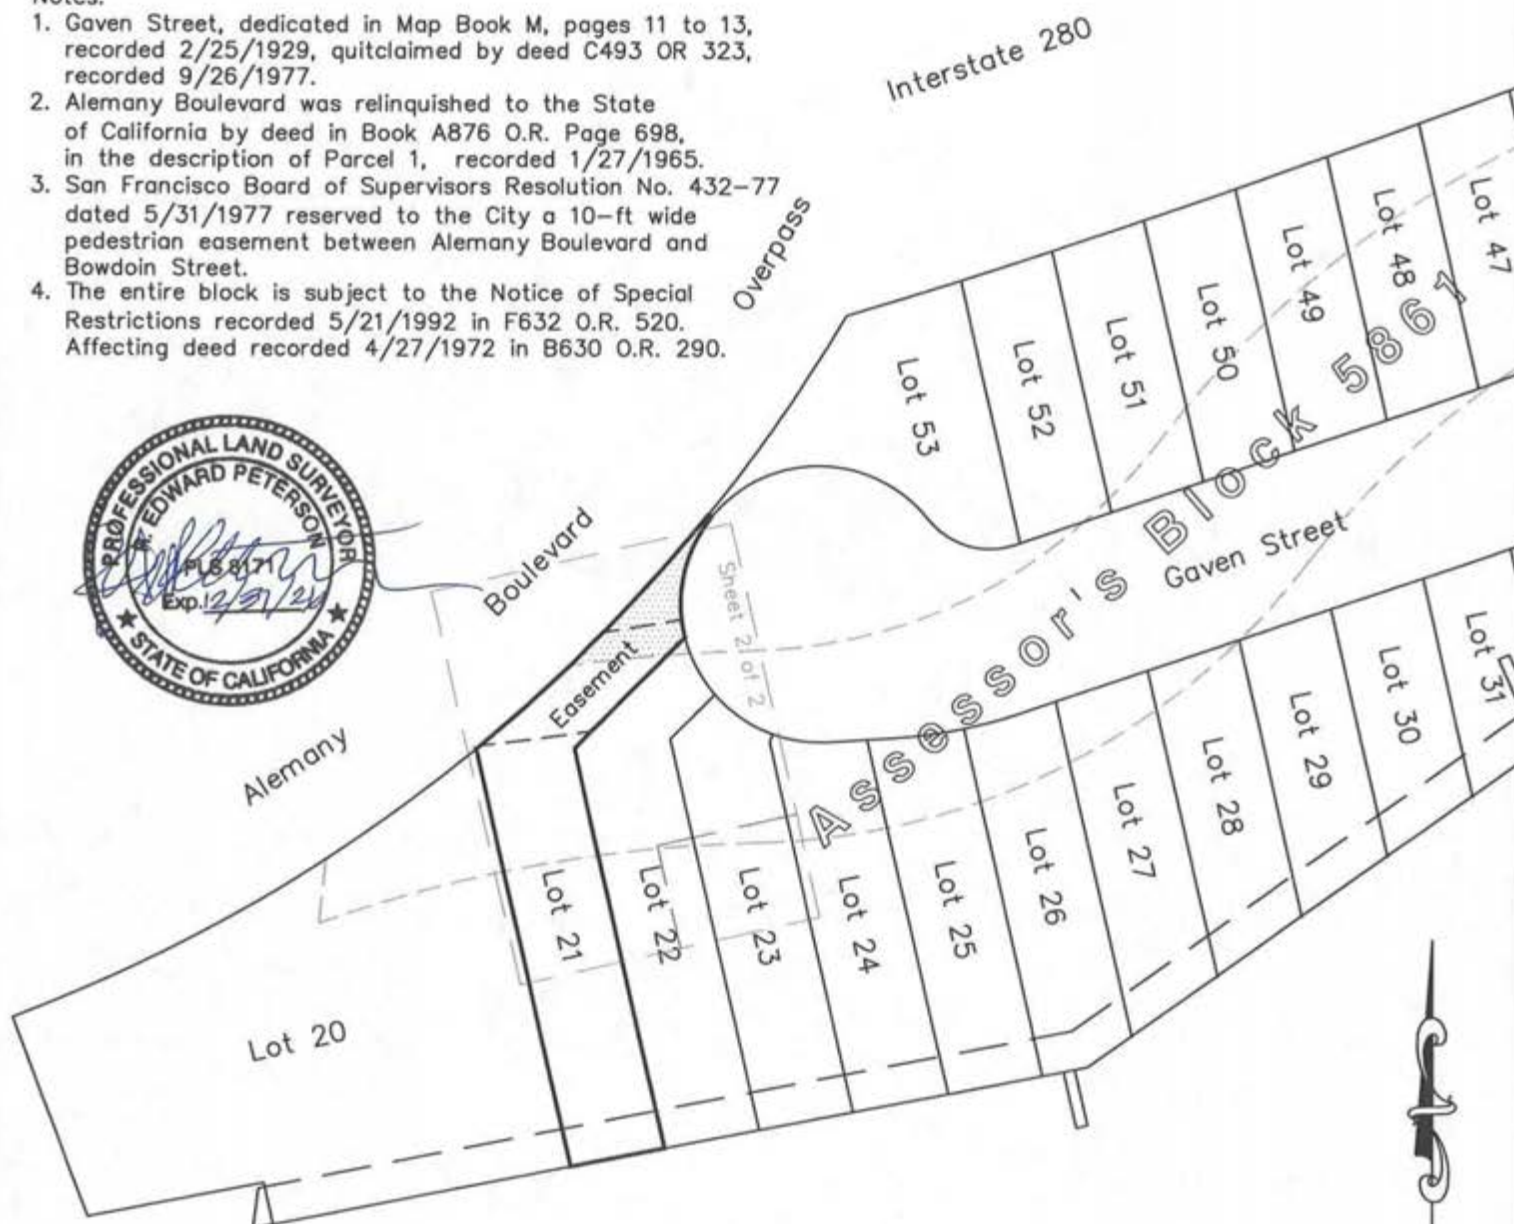 Notes:
1. Gaven Street, dedicated in Map Book M, pages 11 to 13,
recorded 2/25/1929, quitclaimed by deed C493 OR 323,
recorded 9/26/1977.
2. Alemany Boulevard was relinquished to the State
of California by deed in Book A876 O.R. Page 698,
in the description of Parcel 1, recorded 1/27/1965.
3. San Francisco Board of Supervisors Resolution No. 432-77
dated 5/31/1977 reserved to the City a 10-ft wide
pedestrian easement between Alemany Boulevard and
Bowdoin Street.
4. The entire block is subject to the Notice of Special
Restrictions recorded 5/21/1992 in F632 O.R. 520.
Affecting deed recorded 4/27/1972 in B630 O.R. 290.
Interstate 280
Overpass
Lot 53
Lot 52
Lot 51
Lot 50
Lot 49
Lot 48
Lot 47
Assessor's Block 5867
Gaven Street
PROFESSIONAL LAND SURVEYOR
EDWARD PETERSON
PLS 8171
Exp.
STATE OF CALIFORNIA
Alemany Boulevard
Sheet 2 of 2
Easement
Lot 20
Lot 21
Lot 22
Lot 23
Lot 24
Lot 25
Lot 26
Lot 27
Lot 28
Lot 29
Lot 30
Lot 31